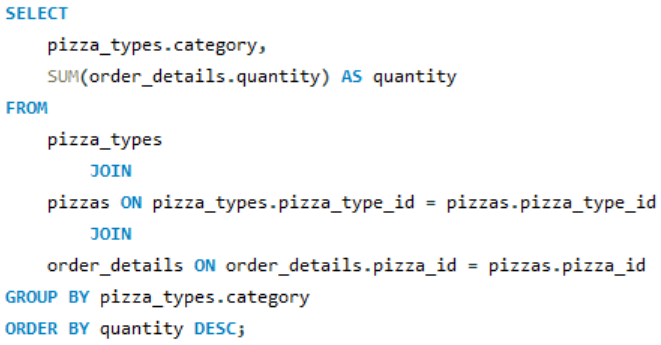 SELECT
pizza_types.category,
SUM(order_details.quantity) AS quantity
FROM
pizza_types
JOIN
pizzas ON pizza_types.pizza_type_id = pizzas.pizza_type_id
JOIN
order_details ON order_details.pizza_id = pizzas.pizza_id
GROUP BY pizza_types.category
ORDER BY quantity DESC;